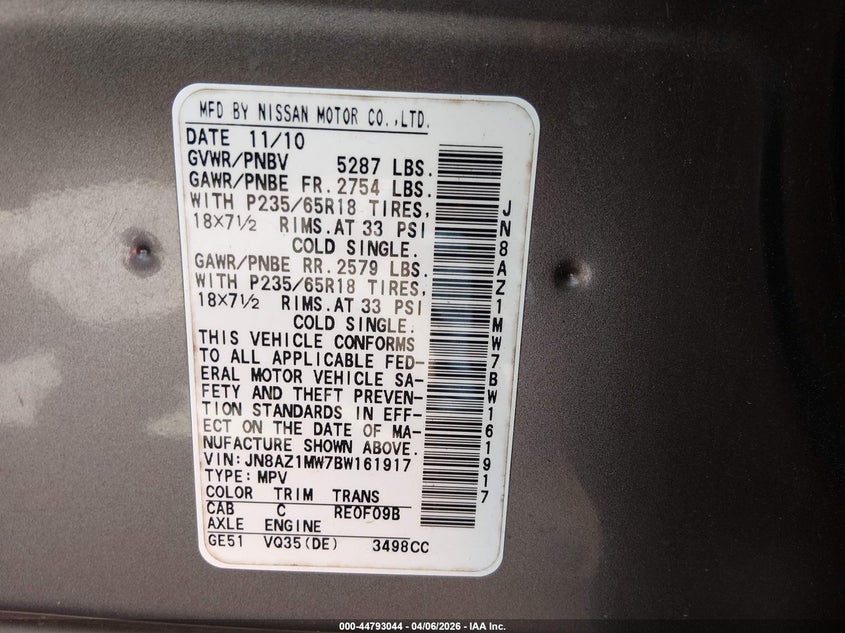 MFD BY NISSAN MOTOR CO.,LTD.
DATE 11/10
GVWR/PNBV 5287 LBS.
GAWR/PNBE FR. 2754 LBS.
WITH P235/65R18 TIRES,
18×7½ RIMS.AT 33 PSI
COLD SINGLE.
GAWR/PNBE RR. 2579 LBS.
WITH P235/65R18 TIRES,
18×7½ RIMS.AT 33 PSI
COLD SINGLE.
THIS VEHICLE CONFORMS
TO ALL APPLICABLE FED-
ERAL MOTOR VEHICLE SA-
FETY AND THEFT PREVEN-
TION STANDARDS IN EFF-
ECT ON THE DATE OF MA-
NUFACTURE SHOWN ABOVE.
VIN:JN8AZ1MW7BW161917
TYPE:MPV
COLOR TRIM TRANS
CAB C RE0F09B
AXLE ENGINE
GE51 VQ35(DE) 3498CC
JN8AZ1MW7BW161917
000-44793044 - 04/06/2026 - IAA Inc.